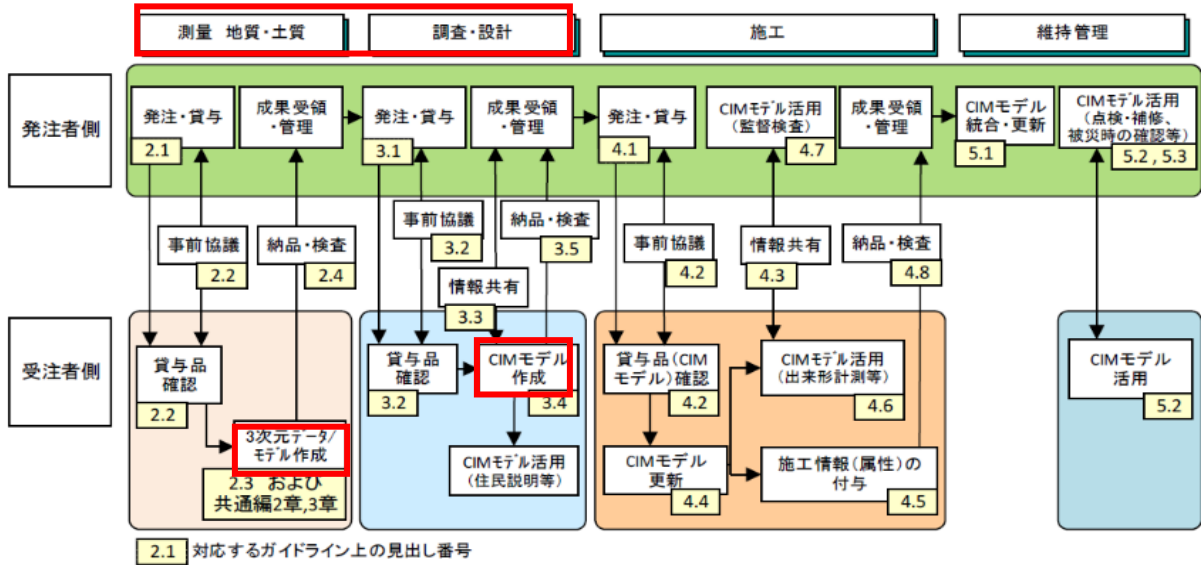 測量 地質・土質
調査・設計
施工
維持管理
発注者側
発注・貸与
2.1
成果受領
・管理
発注・貸与
3.1
成果受領
・管理
発注・貸与
4.1
CIMモデル活用
(監督検査)
4.7
成果受領
・管理
CIMモデル
統合・更新
5.1
CIMモデル活用
(点検・補修、
被災時の確認等)
5.2 , 5.3
事前協議
2.2
納品・検査
2.4
事前協議
3.2
情報共有
3.3
納品・検査
3.5
事前協議
4.2
情報共有
4.3
納品・検査
4.8
受注者側
貸与品
確認
2.2
3次元データ/
モデル作成
2.3 および
共通編2章,3章
貸与品
確認
3.2
CIMモデル
作成
3.4
CIMモデル活用
(住民説明等)
貸与品(CIM
モデル)確認
4.2
CIMモデル
更新
4.4
CIMモデル活用
(出来形計測等)
4.6
施工情報(属性)の
付与
4.5
CIMモデル
活用
5.2
2.1 対応するガイドライン上の見出し番号